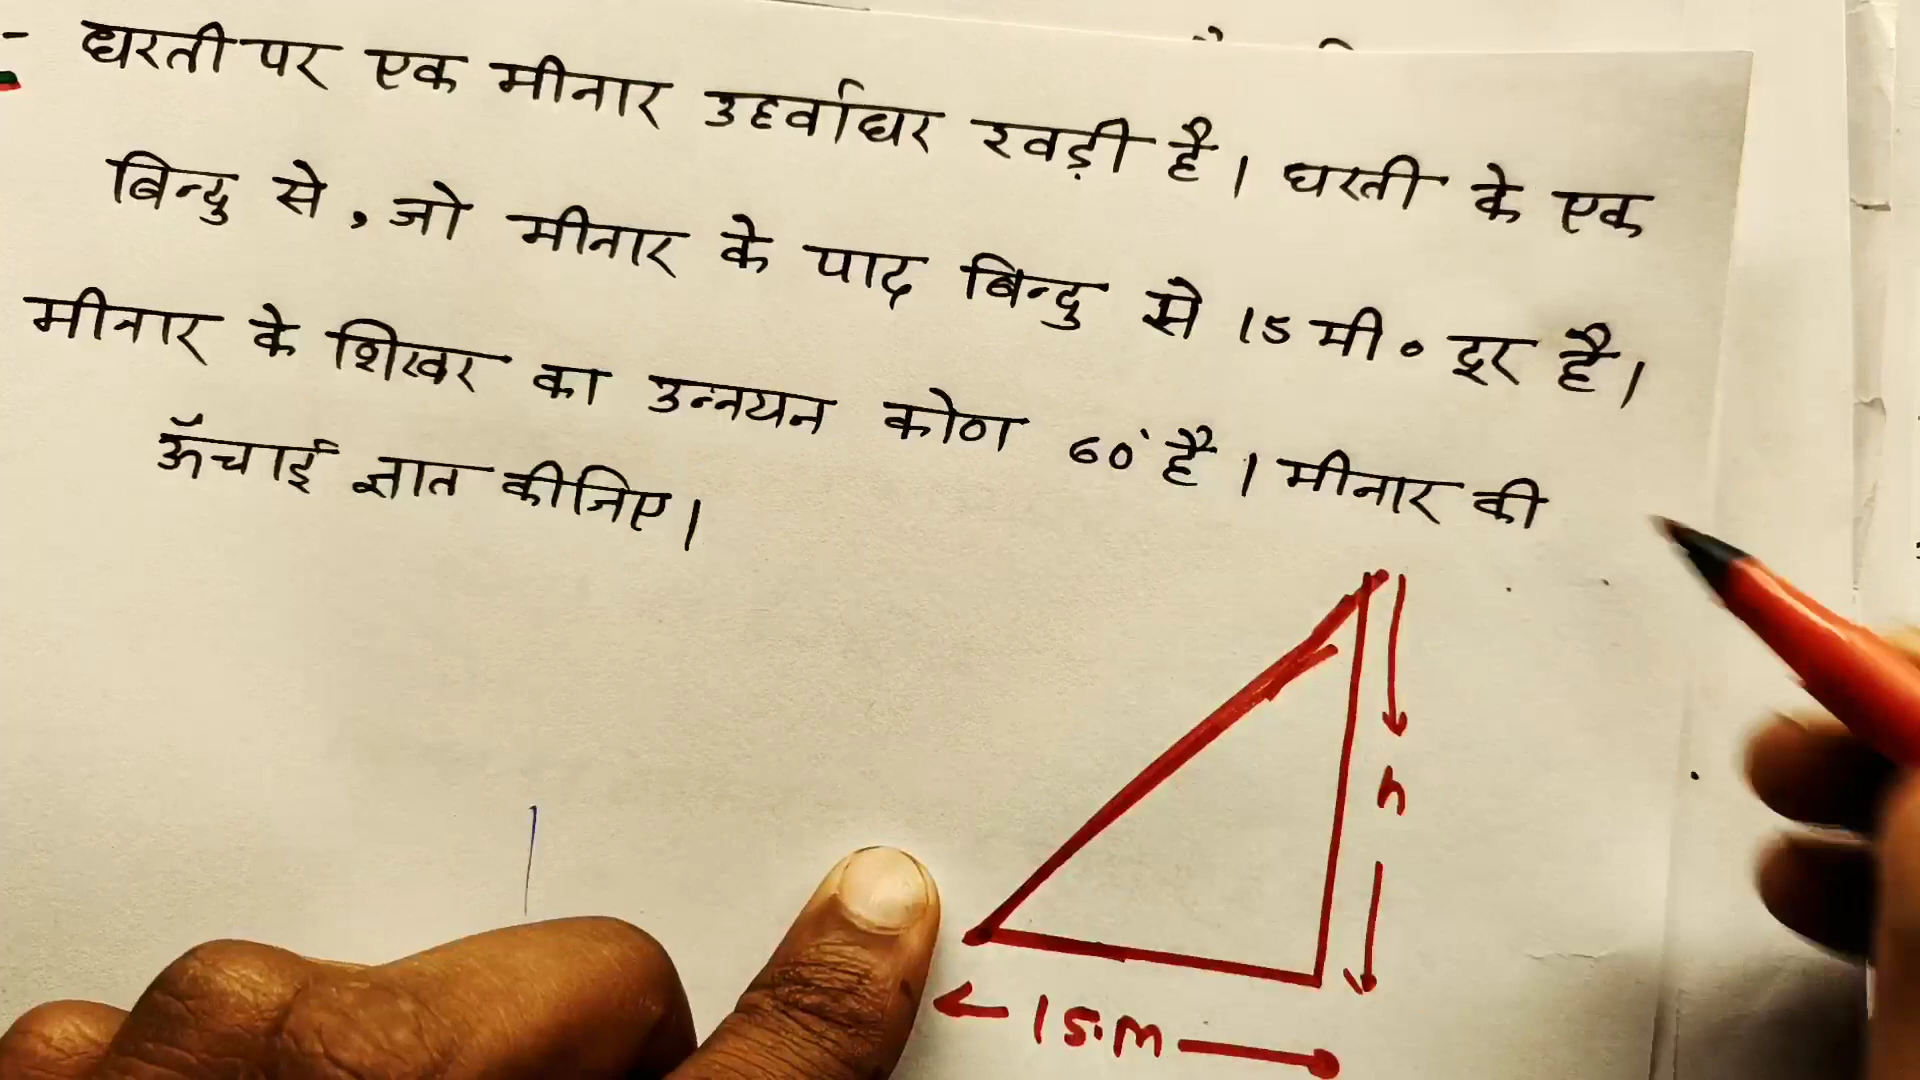 - धरती पर एक मीनार उर्ध्वाधर खड़ी है। धरती के एक
बिन्दु से, जो मीनार के पाद बिन्दु से 15 मी० दूर है।
मीनार के शिखर का उन्नयन कोण 60° है। मीनार की
ऊँचाई ज्ञात कीजिए।
h
15 m